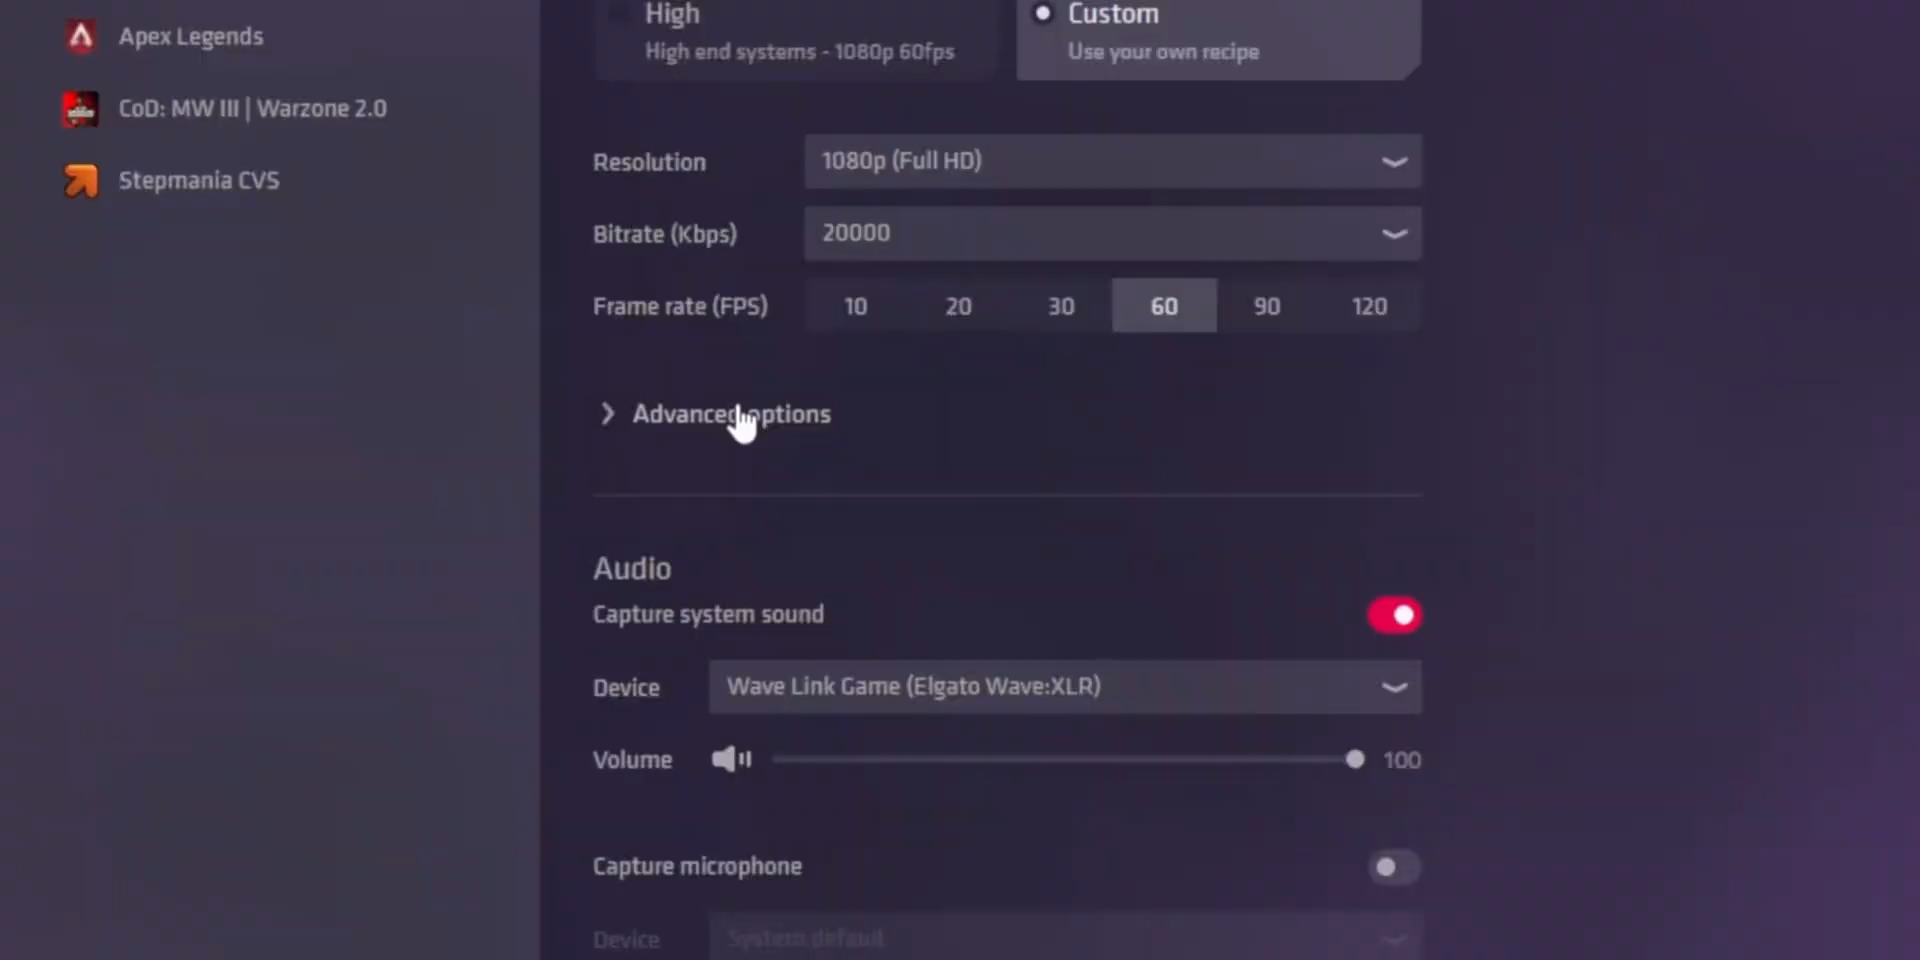 Apex Legends
CoD: MW III | Warzone 2.0
Stepmania CVS
High
High end systems - 1080p 60fps
Custom
Use your own recipe
Resolution
1080p (Full HD)
Bitrate (Kbps)
20000
Frame rate (FPS)
10 20 30 60 90 120
Advanced options
Audio
Capture system sound
Device
Wave Link Game (Elgato Wave:XLR)
Volume
100
Capture microphone
Device
System default